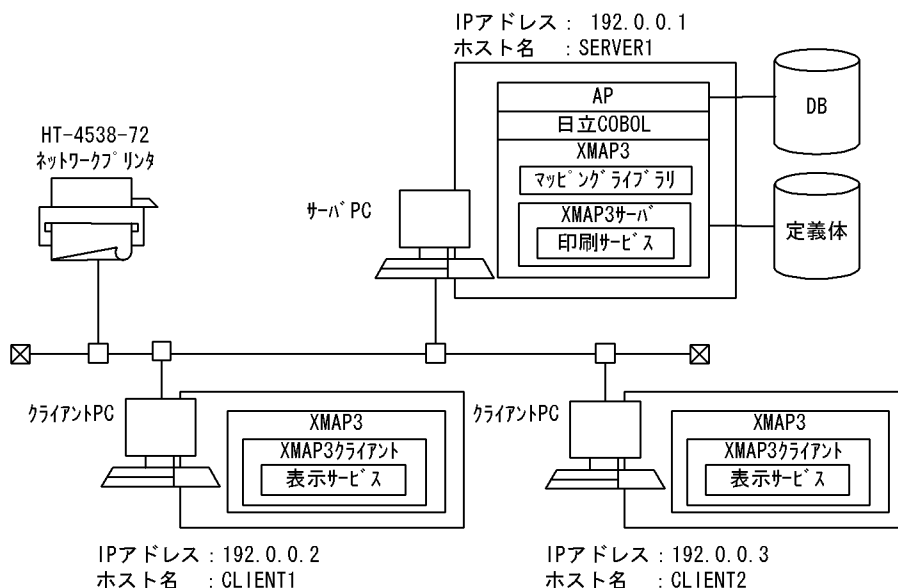 IPアドレス： 192.0.0.1
ホスト名 ：SERVER1
AP
日立COBOL
XMAP3
ﾏｯﾋﾟﾝｸﾞﾗｲﾌﾞﾗﾘ
XMAP3ｻｰﾊﾞ
印刷ｻｰﾋﾞｽ
DB
定義体
HT-4538-72
ﾈｯﾄﾜｰｸﾌﾟﾘﾝﾀ
ｻｰﾊﾞPC
ｸﾗｲｱﾝﾄPC
XMAP3
XMAP3ｸﾗｲｱﾝﾄ
表示ｻｰﾋﾞｽ
IPアドレス：192.0.0.2
ホスト名 ：CLIENT1
ｸﾗｲｱﾝﾄPC
XMAP3
XMAP3ｸﾗｲｱﾝﾄ
表示ｻｰﾋﾞｽ
IPアドレス：192.0.0.3
ホスト名 ：CLIENT2